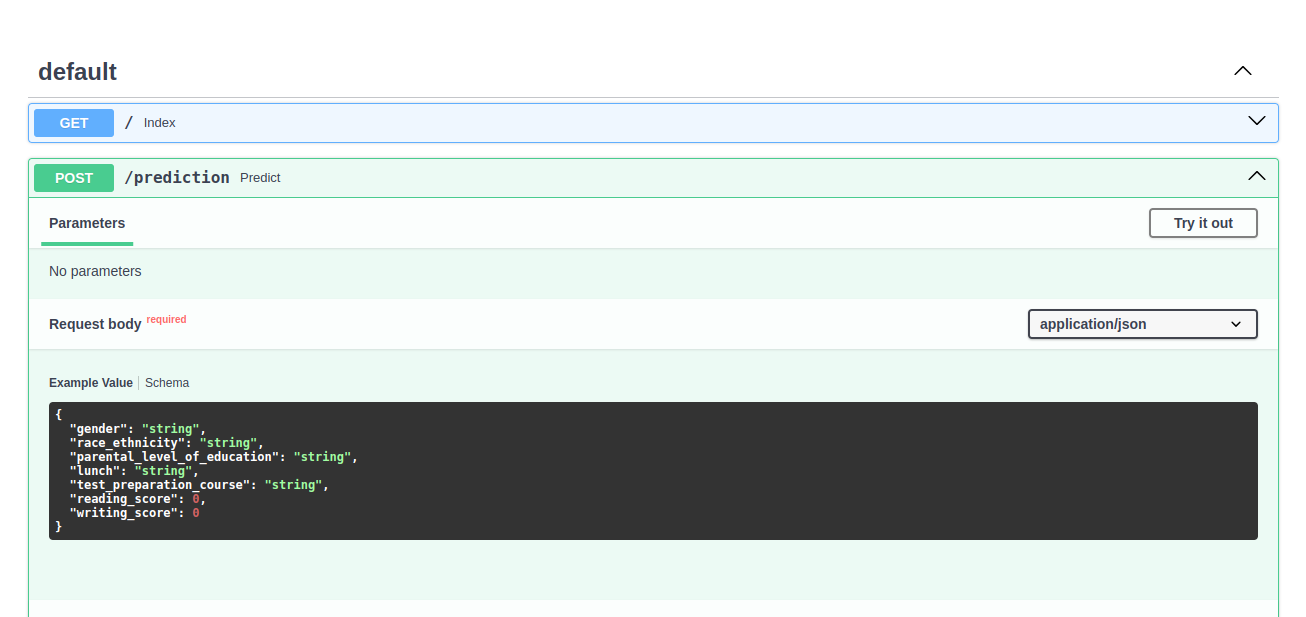 default
GET / Index
POST /prediction Predict
Parameters Try it out
No parameters
Request body required application/json
Example Value Schema
{
  "gender": "string",
  "race_ethnicity": "string",
  "parental_level_of_education": "string",
  "lunch": "string",
  "test_preparation_course": "string",
  "reading_score": 0,
  "writing_score": 0
}